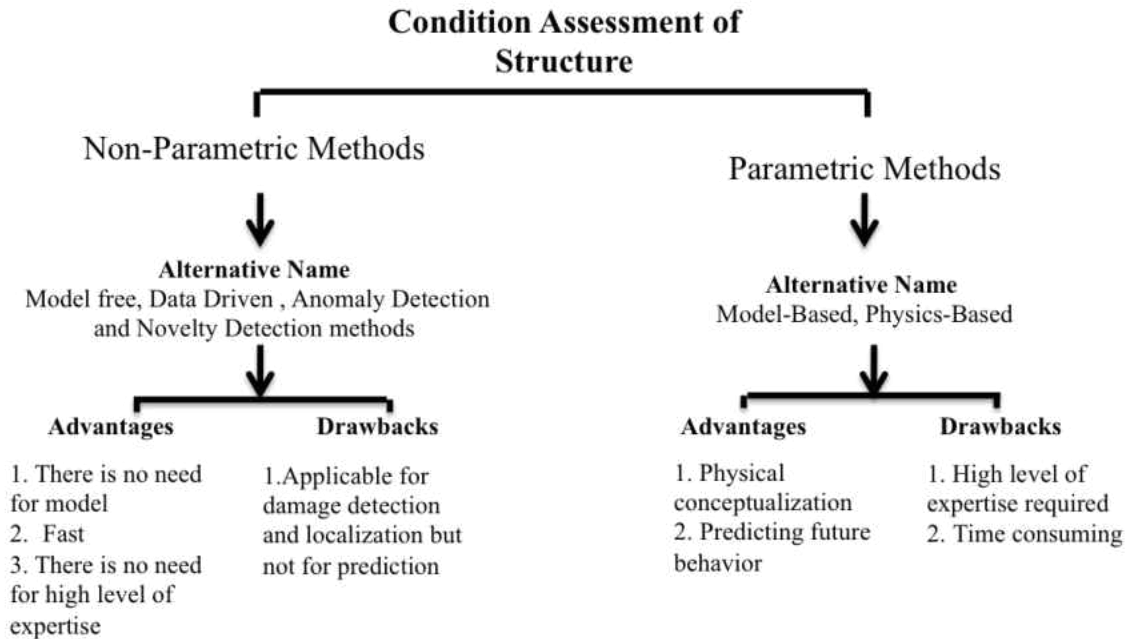 Condition Assessment of
Structure
Non-Parametric Methods
Parametric Methods
Alternative Name
Model free, Data Driven , Anomaly Detection
and Novelty Detection methods
Alternative Name
Model-Based, Physics-Based
Advantages
1. There is no need
for model
2. Fast
3. There is no need
for high level of
expertise
Drawbacks
1.Applicable for
damage detection
and localization but
not for prediction
Advantages
1. Physical
conceptualization
2. Predicting future
behavior
Drawbacks
1. High level of
expertise required
2. Time consuming